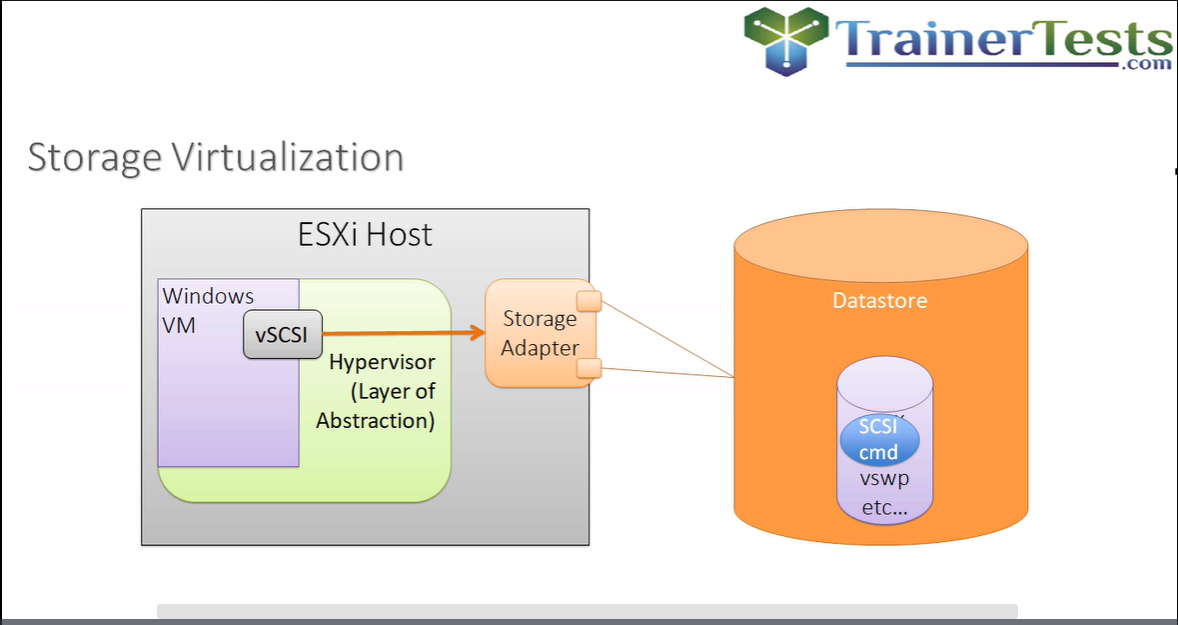 TrainerTests
.com
Storage Virtualization
ESXi Host
Windows
VM
vSCSI
Hypervisor
(Layer of
Abstraction)
Storage
Adapter
Datastore
SCSI
cmd
vswp
etc...